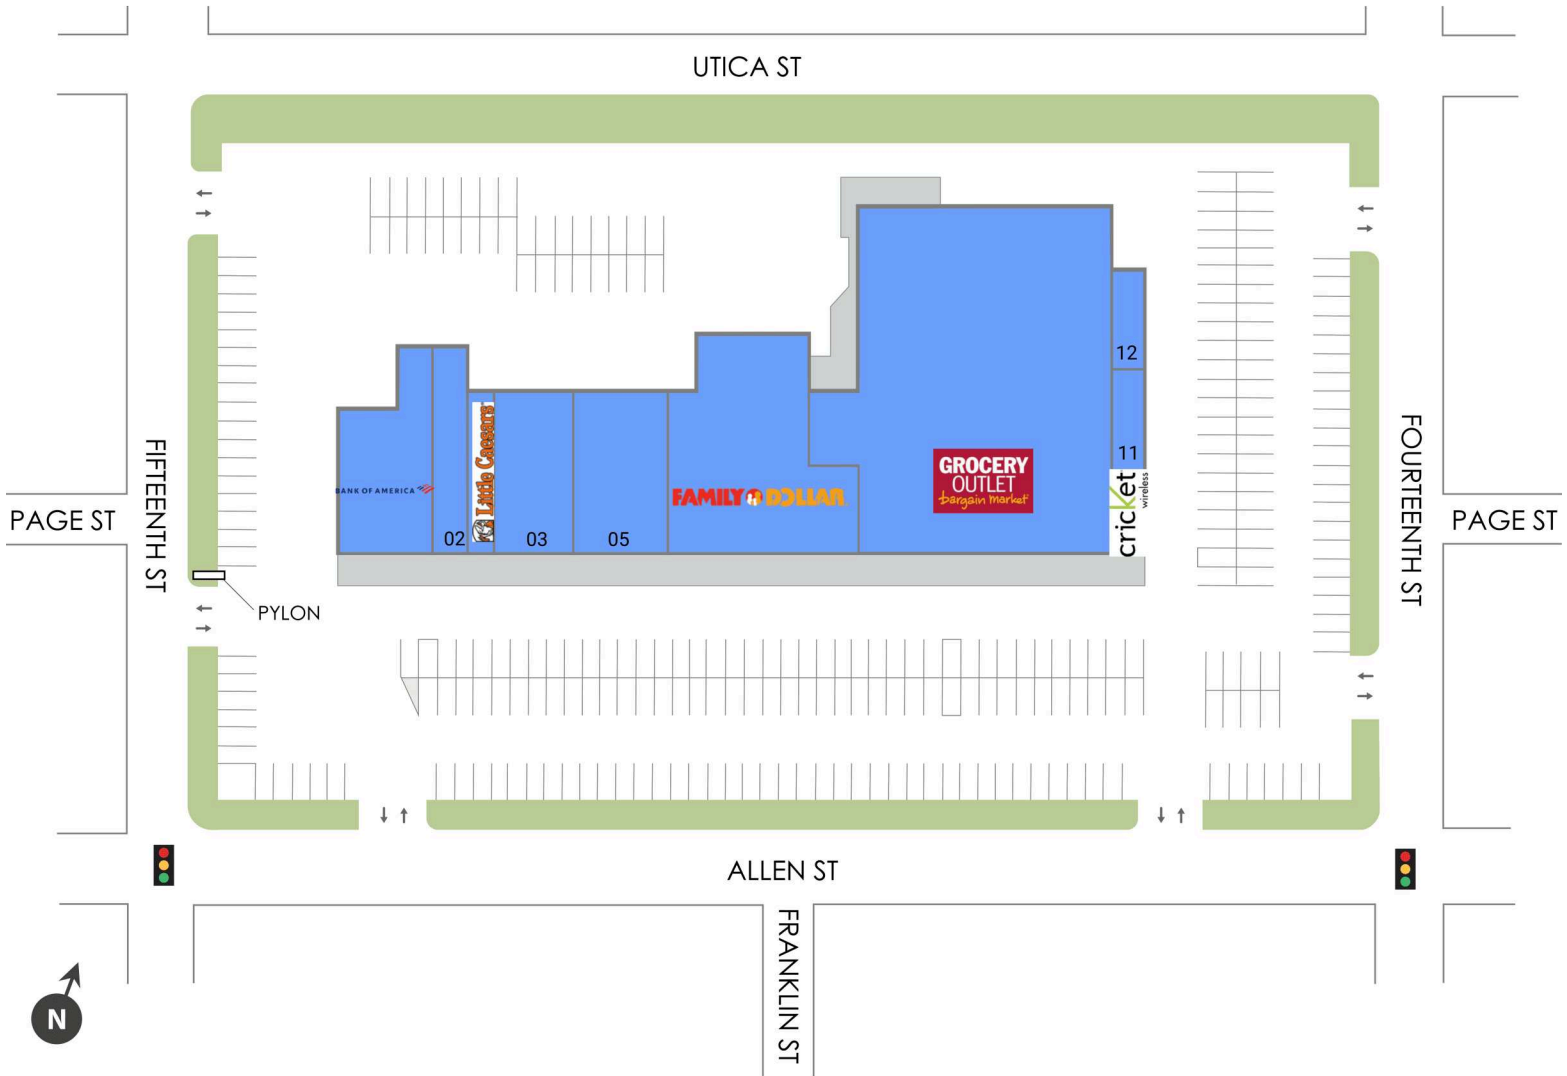 UTICA ST
12
11
FIFTEENTH ST
FOURTEENTH ST
BANK OF AMERICA
02
Little Caesars
03
05
FAMILY DOLLAR
GROCERY
OUTLET
bargain market
cricket
wireless
PAGE ST
PAGE ST
PYLON
ALLEN ST
FRANKLIN ST
N